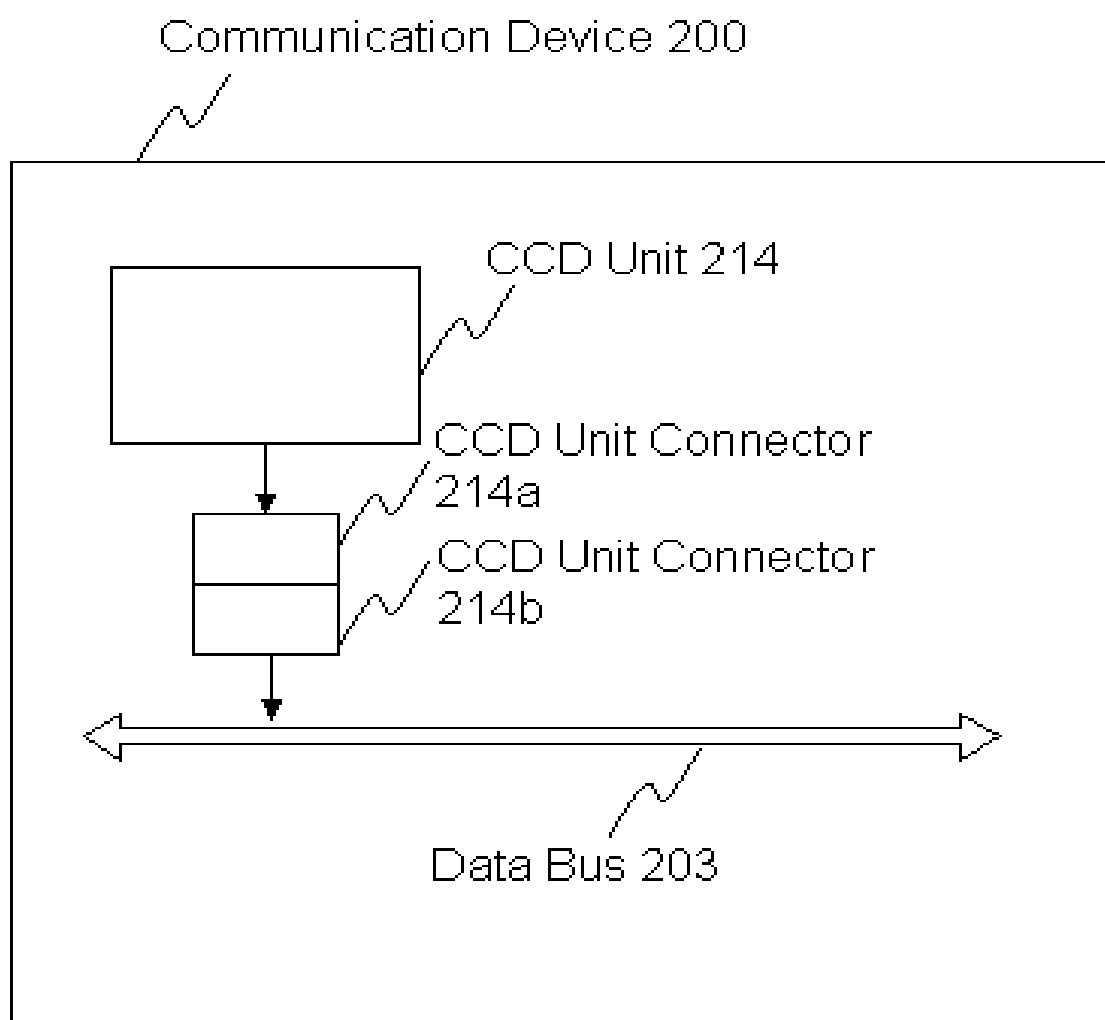 Communication Device 200
CCD Unit 214
CCD Unit Connector
214a
CCD Unit Connector
214b
Data Bus 203